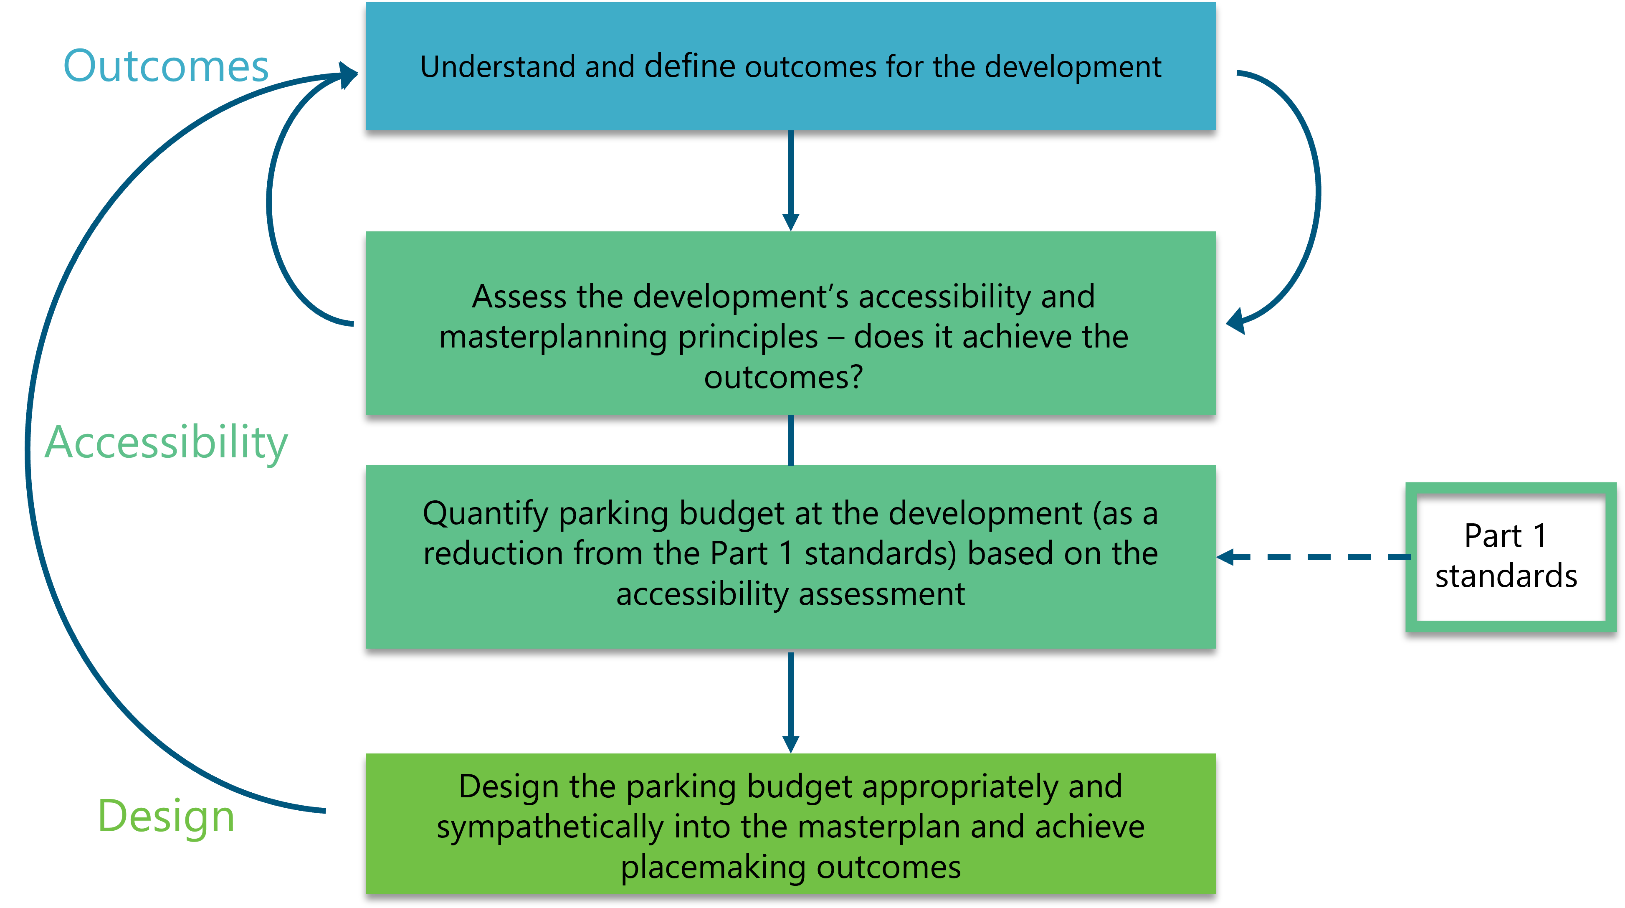 Outcomes
Understand and define outcomes for the development
Assess the development’s accessibility and
masterplanning principles – does it achieve the
outcomes?
Accessibility
Quantify parking budget at the development (as a
reduction from the Part 1 standards) based on the
accessibility assessment
Part 1
standards
Design
Design the parking budget appropriately and
sympathetically into the masterplan and achieve
placemaking outcomes